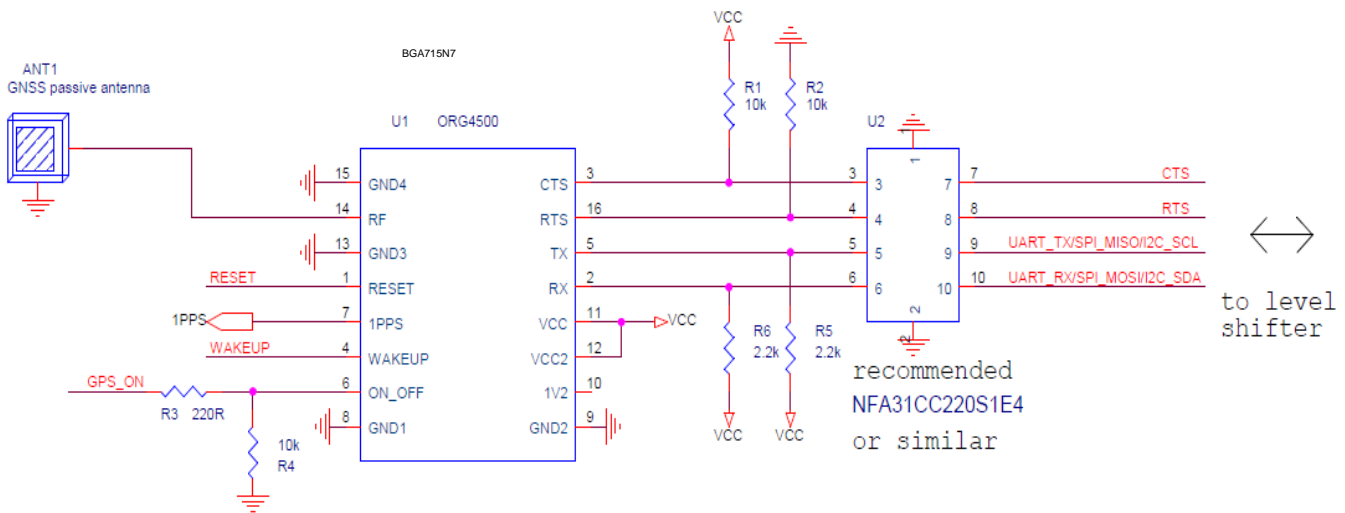 BGA715N7
ANT1
GNSS passive antenna
U1 ORG4500
VCC
R1
10k
R2
10k
U2
1
1
15 GND4
CTS 3
3 3
7 7 CTS
14 RF
RTS 16
4 4
8 8 RTS
13 GND3
TX 5
5 5
9 9 UART_TX/SPI_MISO/I2C_SCL
RESET 1 RESET
RX 2
6 6
10 10 UART_RX/SPI_MOSI/I2C_SDA
1PPS 7 1PPS
VCC 11 VCC
WAKEUP 4 WAKEUP
VCC2 12
GPS_ON 6 ON_OFF
1V2 10
R3 220R
8 GND1
GND2 9
10k
R4
R6
2.2k
R5
2.2k
VCC
VCC
2
2
to level
shifter
recommended
NFA31CC220S1E4
or similar